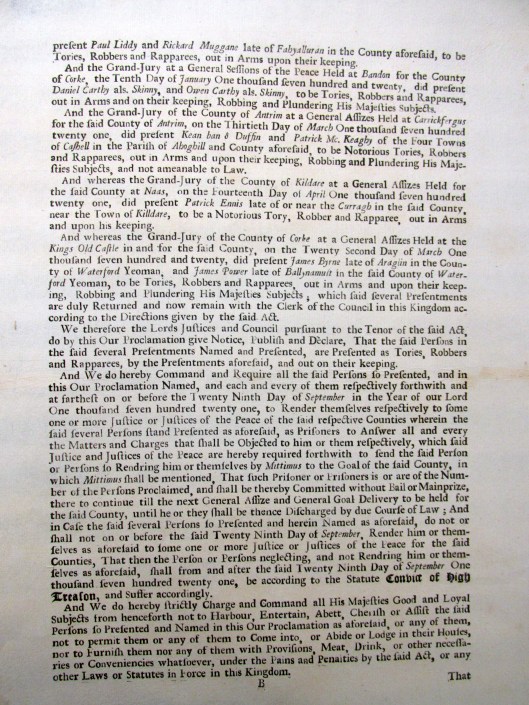 preſent Paul Liddy and Rickard Muggane late of Fahyalluran in the County aforeſaid, to be
Tories, Robbers and Rapparees, out in Arms upon their keeping.
And the Grand-Jury at a General Seſſions of the Peace Held at Bandon for the County
of Corke, the Tenth Day of January One thouſand ſeven hundred and twenty, did preſent
Daniel Carthy als. Skinny, and Owen Carthy als. Skinny, to be Tories, Robbers and Rapparees,
out in Arms and on their keeping, Robbing and Plundering His Majeſties Subjects.
And the Grand-Jury of the County of Antrim at a General Aſſizes Held at Carrickfergus
for the ſaid County of Antrim, on the Thirtieth Day of March One thouſand ſeven hundred
twenty one, did preſent Kean ban ô Duffin and Patrick Mc. Keaghy of the Four Towns
of Caſhell in the Pariſh of Aboghill and County aforeſaid, to be Notorious Tories, Robbers
and Rapparees, out in Arms upon their keeping, Robbing and Plundering His Maje-
ſties Subjects, and not ameanable to Law.
And whereas the Grand-Jury of the County of Kildare at a General Aſſizes Held for
the ſaid County at Naas, on the Fourteenth Day of April One thouſand ſeven hundred
twenty one, did preſent Patrick Ennis late of or near the Curragh in the ſaid County,
near the Town of Killdare, to be a Notorious Tory, Robber and Rapparee, out in Arms
and upon his keeping.
And whereas the Grand-Jury of the County of Corke at a General Aſſizes Held at the
Kings Old Caſtle in and for the ſaid County, on the Twenty Second Day of March One
thouſand ſeven hundred and twenty, did preſent James Byrne late of Araglin in the Coun-
ty of Waterford Yeoman, and James Power late of Ballynamuit in the ſaid County of Water-
ford Yeoman, to be Tories, Robbers and Rapparees, out in Arms and upon their keep-
ing, Robbing and Plundering His Majeſties Subjects ; which ſaid ſeveral Preſentments
are duly Returned and now remain with the Clerk of the Council in this Kingdom ac-
cording to the Directions given by the ſaid Act.
We therefore the Lords Juſtices and Council purſuant to the Tenor of the ſaid Act,
do by this Our Proclamation give Notice, Publiſh and Declare, That the ſaid Perſons in
the ſaid ſeveral Preſentments Named and Preſented, are Preſented as Tories, Robbers
and Rapparees, by the Preſentments aforeſaid, and out on their keeping.
And We do hereby Command and Require all the ſaid Perſons ſo Preſented, and in
this Our Proclamation Named, and each and every of them reſpectively forthwith and
at fartheſt on or before the Twenty Ninth Day of September in the Year of our Lord
One thouſand ſeven hundred twenty one, to Render themſelves reſpectively to ſome
one or more Juſtice or Juſtices of the Peace of the ſaid reſpective Counties wherein the
ſaid ſeveral Perſons ſtand Preſented as aforeſaid, as Priſoners to Anſwer all and every
the Matters and Charges that ſhall be Objected to him or them reſpectively, which ſaid
Juſtice and Juſtices of the Peace are hereby required forthwith to ſend the ſaid Perſon
or Perſons ſo Rendring him or themſelves by Mittimus to the Goal of the ſaid County, in
which Mittimus ſhall be mentioned, That ſuch Priſoner or Priſoners is or are of the Num-
ber of the Perſons Proclaimed, and ſhall be thereby Committed without Bail or Mainprize,
there to continue till the next General Aſſize and General Goal Delivery to be held for
the ſaid County, until he or they ſhall be thence Diſcharged by due Courſe of Law ; And
in Caſe the ſaid ſeveral Perſons ſo Preſented and herein Named as aforeſaid, do not or
ſhall not on or before the ſaid Twenty Ninth Day of September, Render him or them-
ſelves as aforeſaid to ſome one or more Juſtice or Juſtices of the Peace for the ſaid
Counties, That then the Perſon or Perſons neglecting, and not Rendring him or them-
ſelves as aforeſaid, ſhall from and after the ſaid Twenty Ninth Day of September One
thouſand ſeven hundred twenty one, be according to the Statute Convict of High
Treaſon, and Suffer accordingly.
And We do hereby ſtrictly Charge and Command all His Majeſties Good and Loyal
Subjects from henceforth not to Harbour, Entertain, Abett, Cheriſh or Aſſiſt the ſaid
Perſons ſo Preſented and Named in this Our Proclamation as aforeſaid, or any of them,
not to permit them or any of them to Come into, or Abide or Lodge in their Houſes,
nor to Furniſh them nor any of them with Proviſions, Meat, Drink, or other neceſſa-
ries or Conveniencies whatſoever, under the Pains and Penalties by the ſaid Act, or any
other Laws or Statutes in Force in this Kingdom.
B That